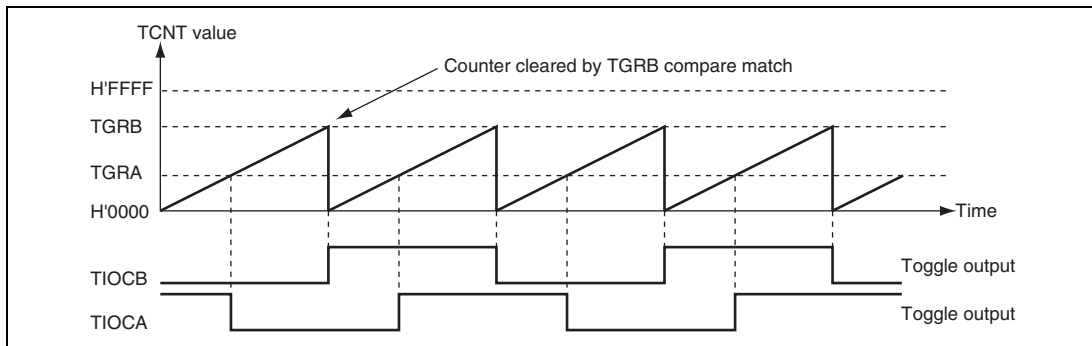 TCNT value
Counter cleared by TGRB compare match
H'FFFF
TGRB
TGRA
H'0000
Time
TIOCB
Toggle output
TIOCA
Toggle output